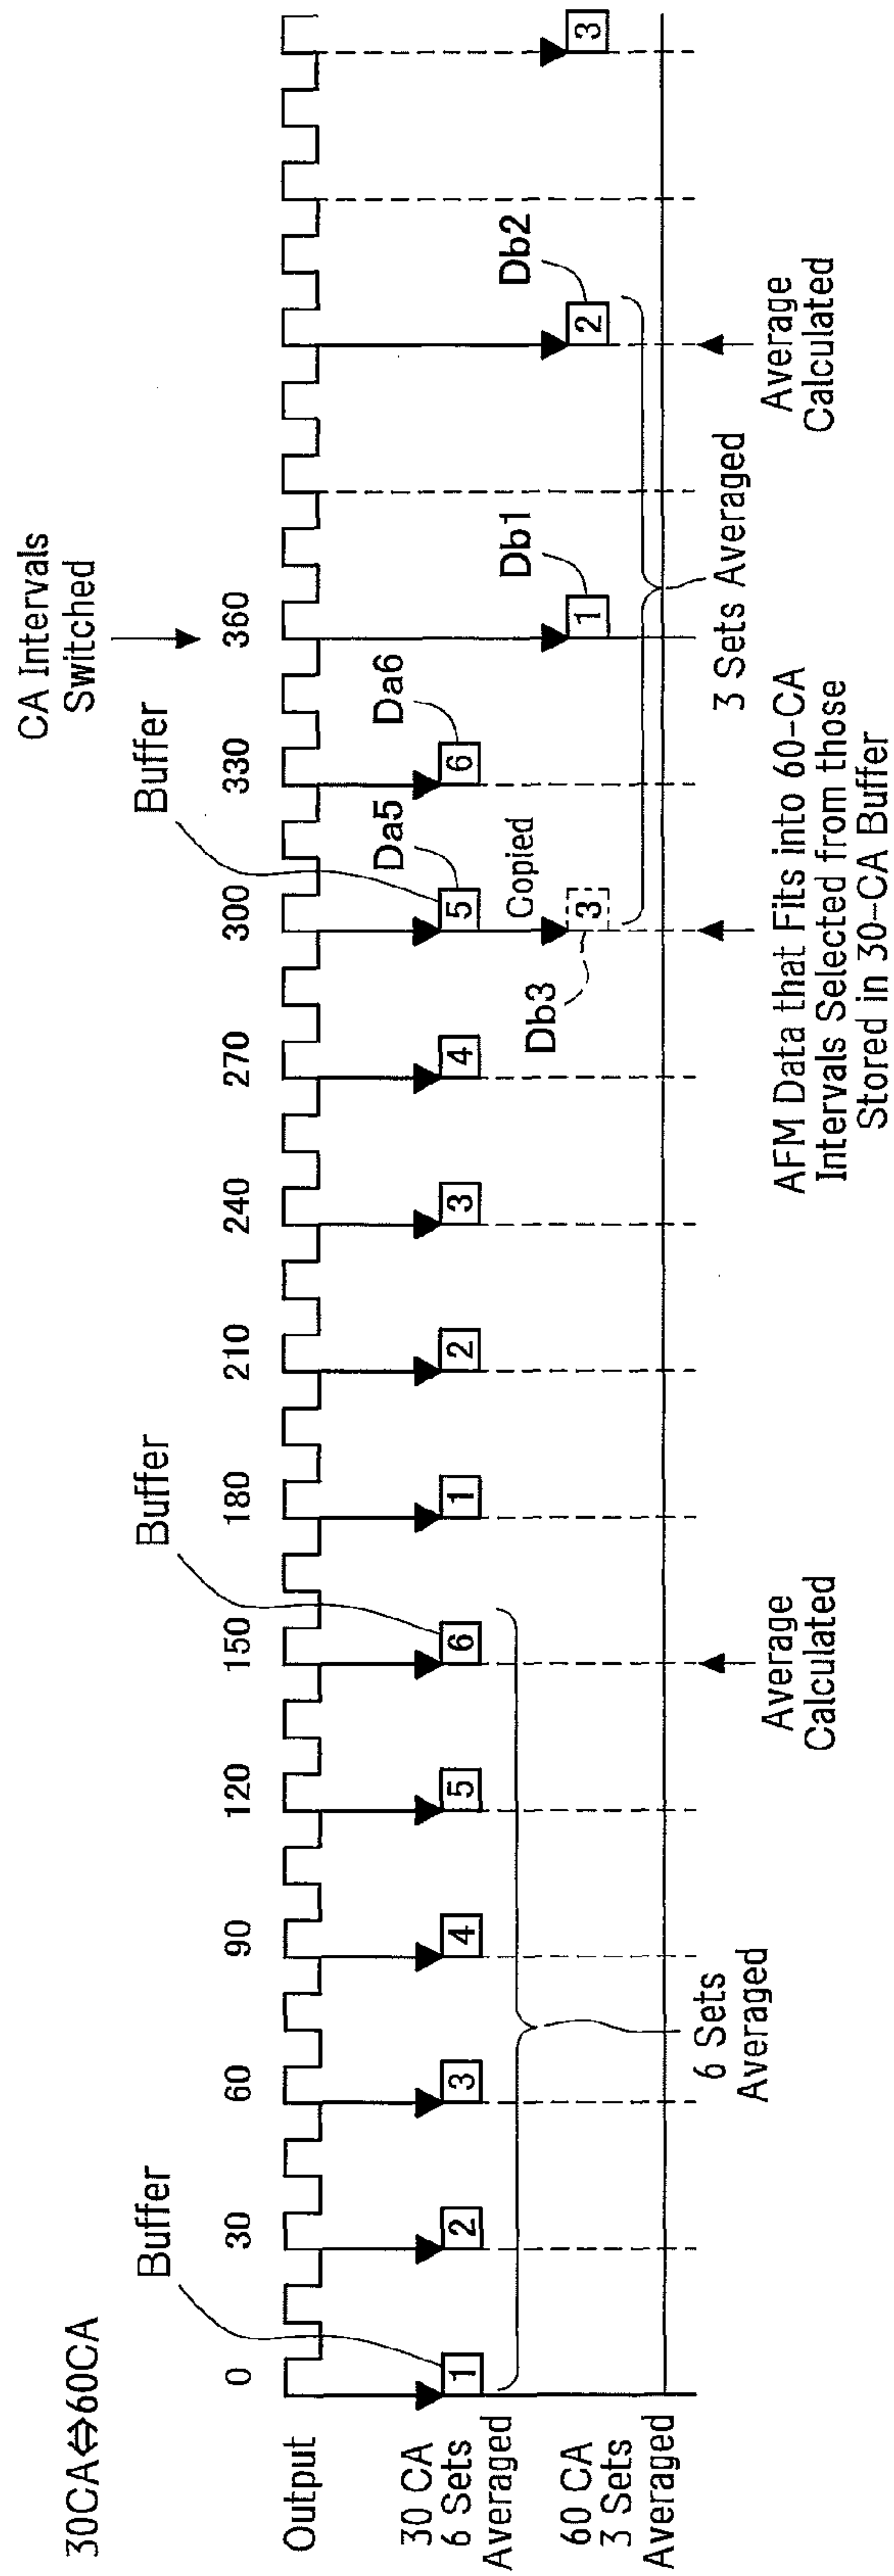 30CA⇔60CA
CA Intervals
Switched
Buffer
Buffer
Buffer
0
30
60
90
120
150
180
210
240
270
300
330
360
Output
30 CA
6 Sets
Averaged
1
2
3
4
5
6
1
2
3
4
5
6
Da5
Da6
Copied
60 CA
3 Sets
Averaged
3
1
2
3
Db3
Db1
Db2
6 Sets
Averaged
3 Sets Averaged
Average
Calculated
AFM Data that Fits into 60-CA
Intervals Selected from those
Stored in 30-CA Buffer
Average
Calculated